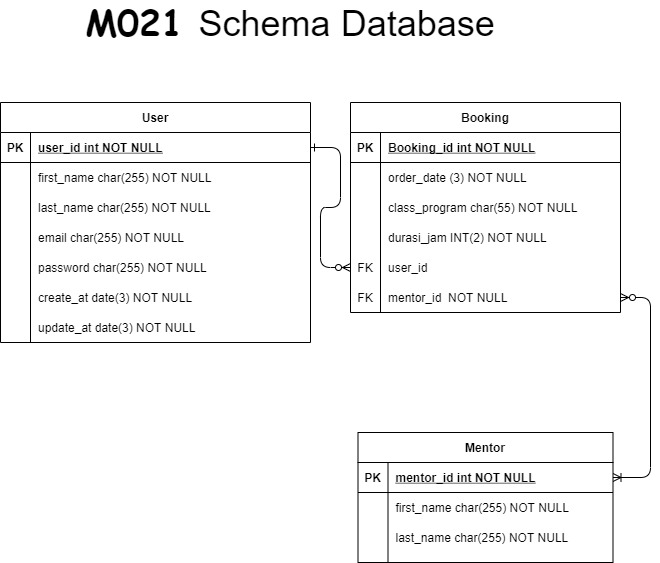 M021 Schema Database
User
PK user_id int NOT NULL
first_name char(255) NOT NULL
last_name char(255) NOT NULL
email char(255) NOT NULL
password char(255) NOT NULL
create_at date(3) NOT NULL
update_at date(3) NOT NULL
Booking
PK Booking_id int NOT NULL
order_date (3) NOT NULL
class_program char(55) NOT NULL
durasi_jam INT(2) NOT NULL
FK user_id
FK mentor_id NOT NULL
Mentor
PK mentor_id int NOT NULL
first_name char(255) NOT NULL
last_name char(255) NOT NULL